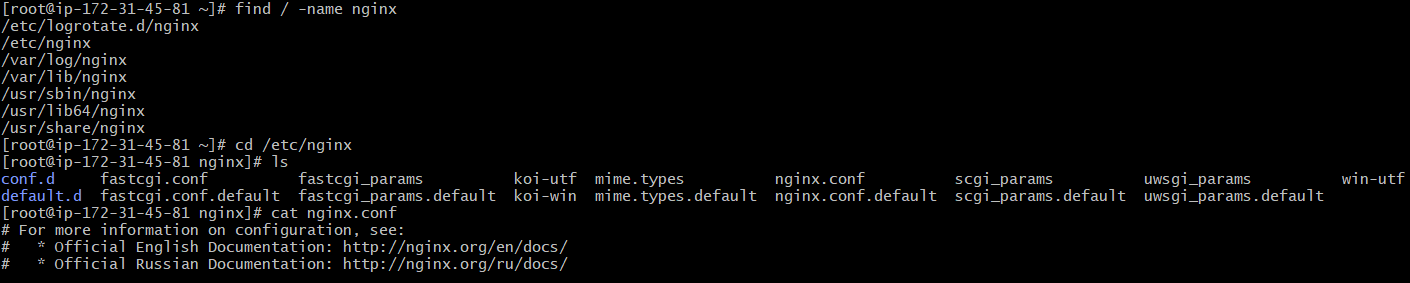 [root@ip-172-31-45-81 ~]# find / -name nginx
/etc/logrotate.d/nginx
/etc/nginx
/var/log/nginx
/var/lib/nginx
/usr/sbin/nginx
/usr/lib64/nginx
/usr/share/nginx
[root@ip-172-31-45-81 ~]# cd /etc/nginx
[root@ip-172-31-45-81 nginx]# ls
conf.d     fastcgi.conf          fastcgi_params          koi-utf  mime.types          nginx.conf          scgi_params          uwsgi_params          win-utf
default.d  fastcgi.conf.default  fastcgi_params.default  koi-win  mime.types.default  nginx.conf.default  scgi_params.default  uwsgi_params.default
[root@ip-172-31-45-81 nginx]# cat nginx.conf
# For more information on configuration, see:
#   * Official English Documentation: http://nginx.org/en/docs/
#   * Official Russian Documentation: http://nginx.org/ru/docs/